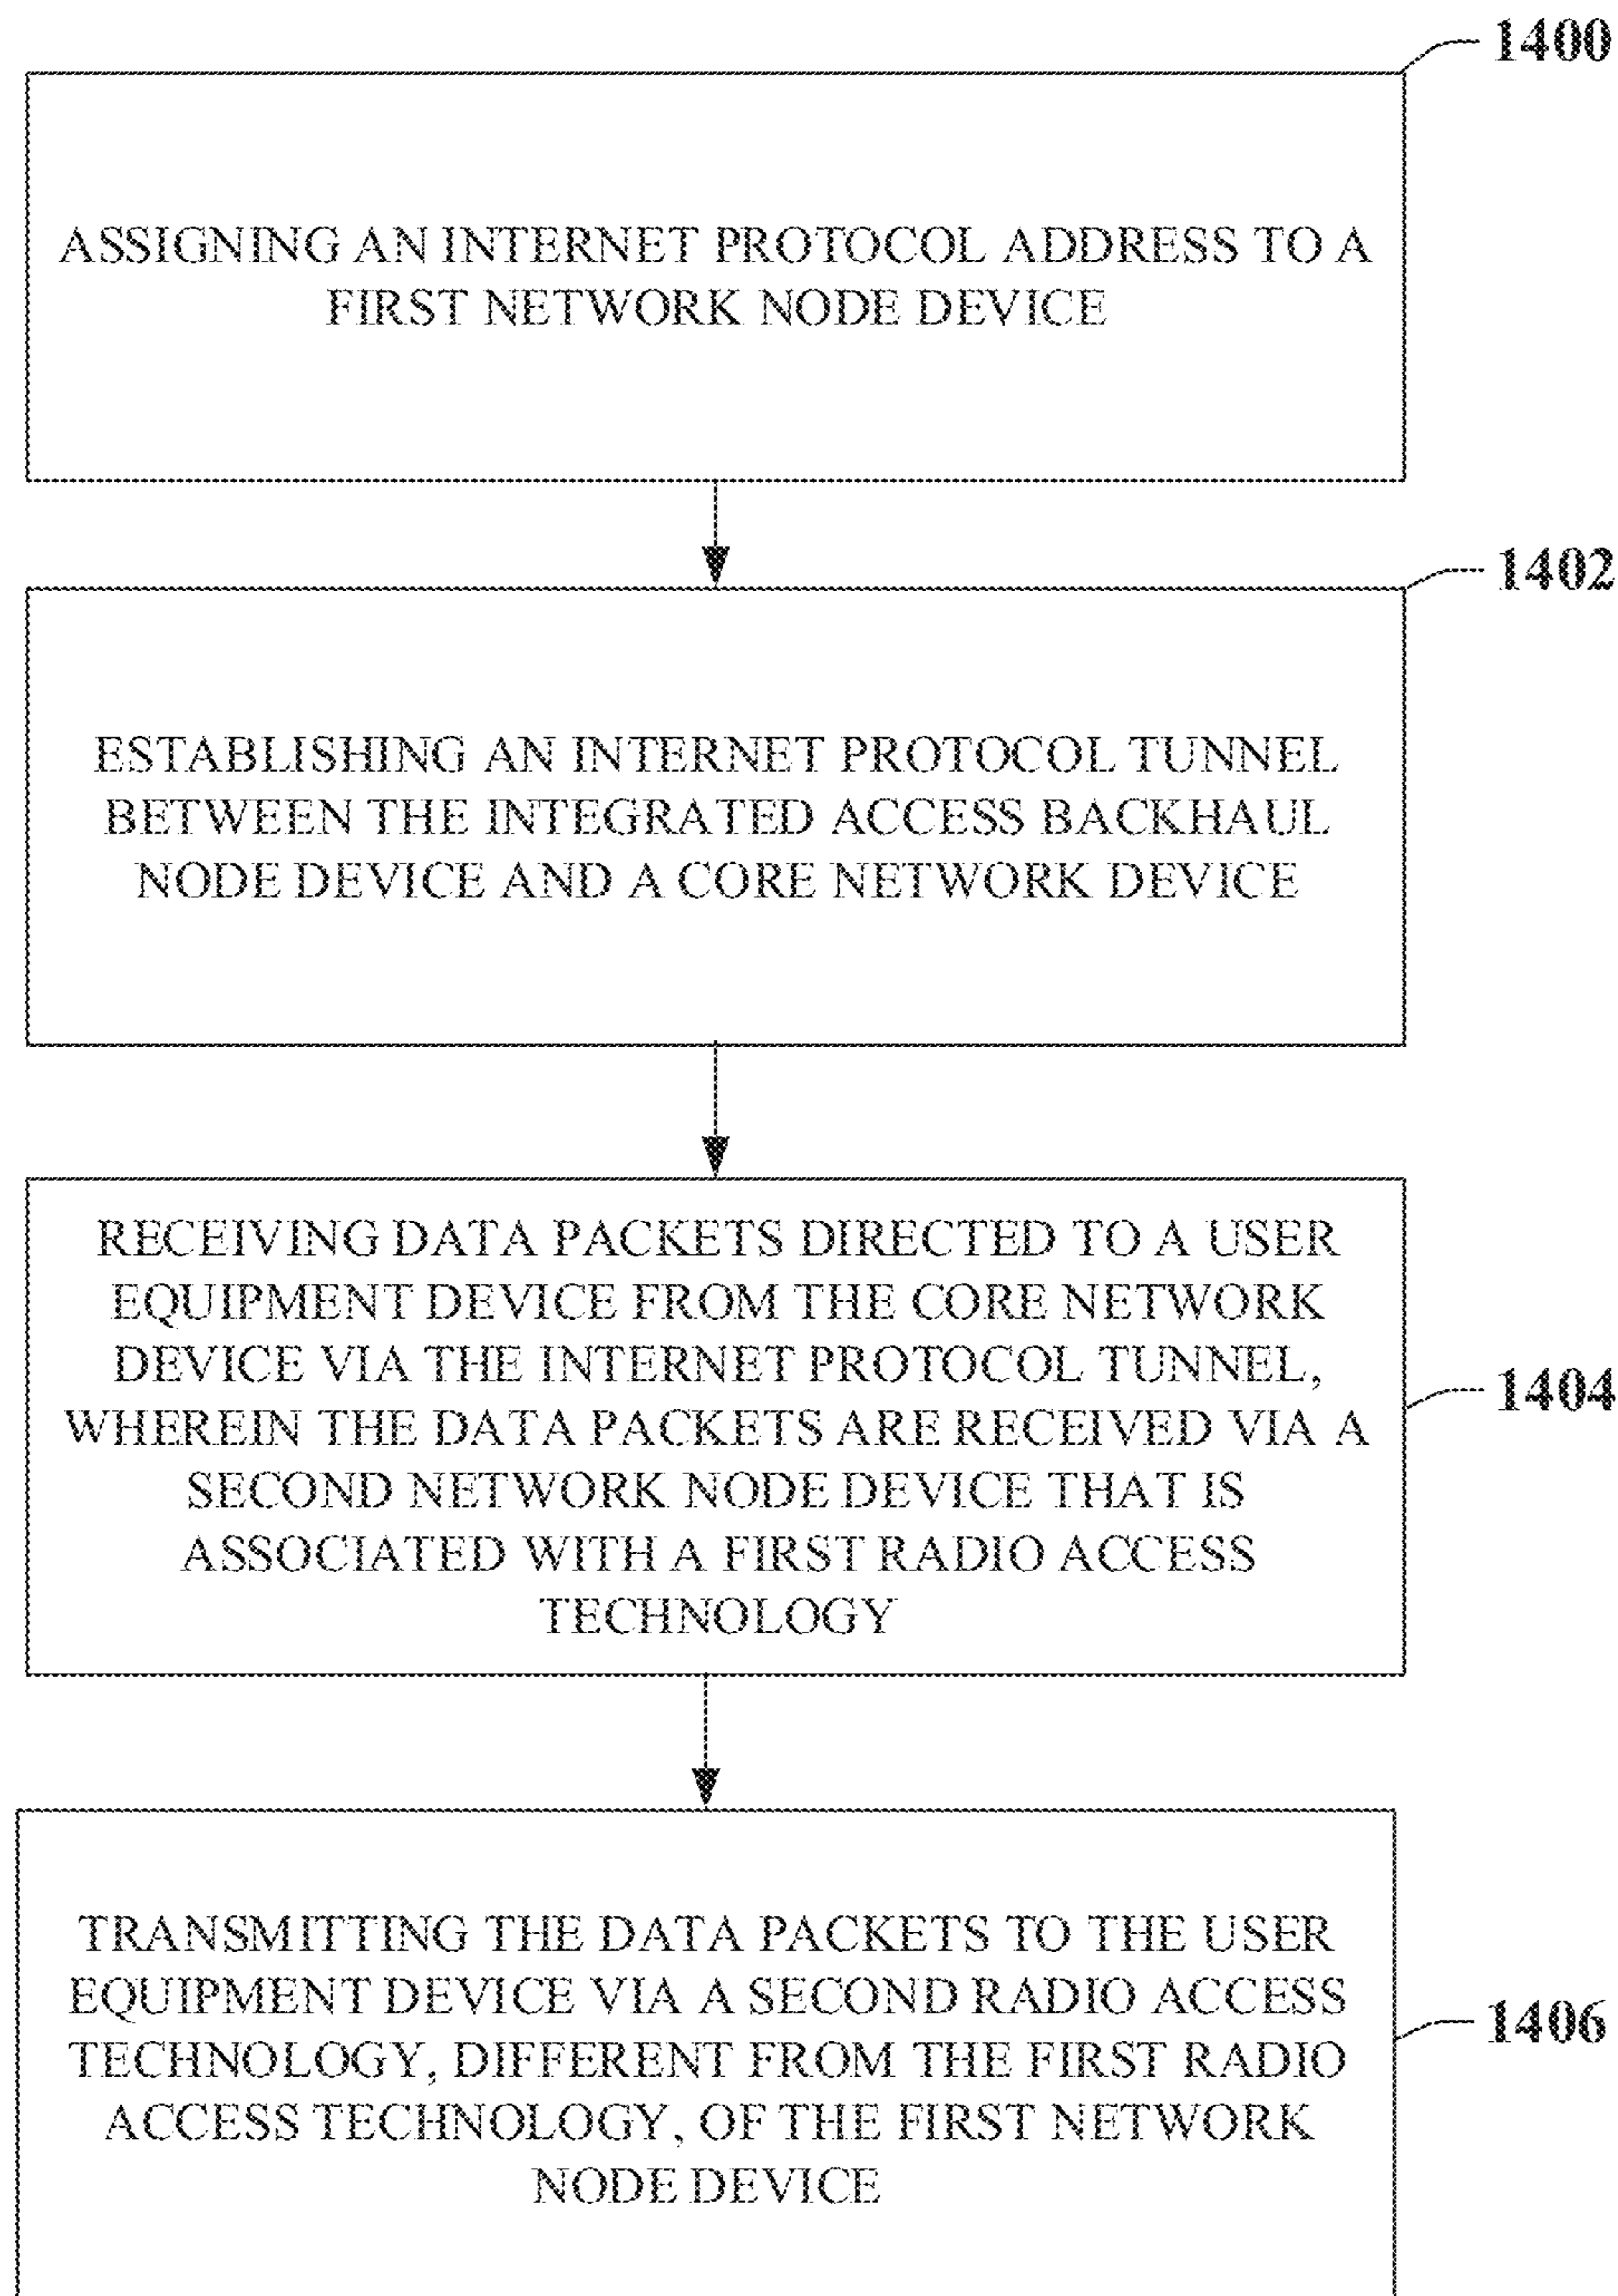 1400
ASSIGNING AN INTERNET PROTOCOL ADDRESS TO A
FIRST NETWORK NODE DEVICE
1402
ESTABLISHING AN INTERNET PROTOCOL TUNNEL
BETWEEN THE INTEGRATED ACCESS BACKHAUL
NODE DEVICE AND A CORE NETWORK DEVICE
RECEIVING DATA PACKETS DIRECTED TO A USER
EQUIPMENT DEVICE FROM THE CORE NETWORK
DEVICE VIA THE INTERNET PROTOCOL TUNNEL,
WHEREIN THE DATA PACKETS ARE RECEIVED VIA A
SECOND NETWORK NODE DEVICE THAT IS
ASSOCIATED WITH A FIRST RADIO ACCESS
TECHNOLOGY
1404
TRANSMITTING THE DATA PACKETS TO THE USER
EQUIPMENT DEVICE VIA A SECOND RADIO ACCESS
TECHNOLOGY, DIFFERENT FROM THE FIRST RADIO
ACCESS TECHNOLOGY, OF THE FIRST NETWORK
NODE DEVICE
1406